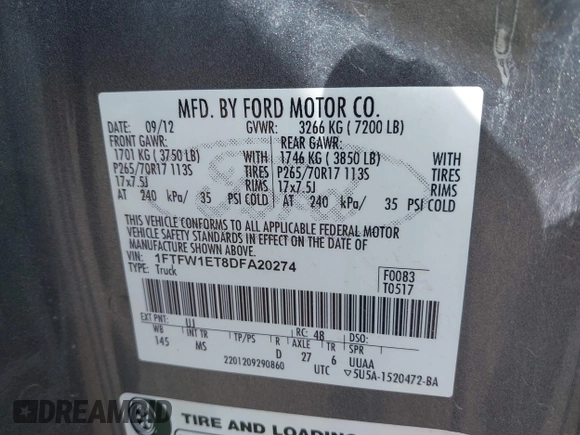 MFD. BY FORD MOTOR CO.
DATE: 09/12 GVWR: 3266 KG ( 7200 LB)
FRONT GAWR: REAR GAWR:
1701 KG ( 3750 LB) WITH 1746 KG ( 3850 LB) WITH
P265/70R17 113S TIRES P265/70R17 113S TIRES
17x7.5J RIMS 17x7.5J RIMS
AT 240 kPa/ 35 PSI COLD AT 240 kPa/ 35 PSI COLD
THIS VEHICLE CONFORMS TO ALL APPLICABLE FEDERAL MOTOR
VEHICLE SAFETY STANDARDS IN EFFECT ON THE DATE OF
MANUFACTURE SHOWN ABOVE.
VIN: 1FTFW1ET8DFA20274
TYPE: Truck
F0083
T0517
EXT PNT: UJ RC: 48 DSO:
WB INT TR TP/PS R AXLE TR SPR
145 MS D 27 6 UUAA
2201209290860 UTC ▽5U5A-1520472-BA
TIRE AND LOADING
DREAMBID